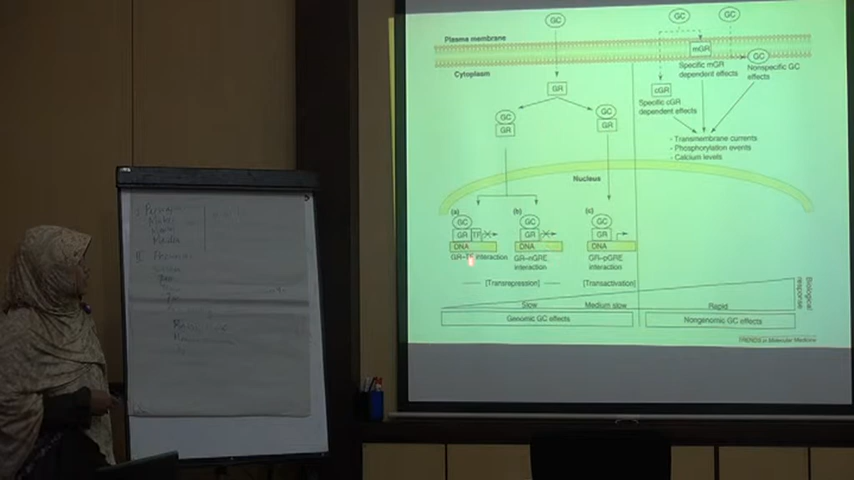 GC
GC
GC
Plasma membrane
mGR
GC
Cytoplasm
Specific mGR
dependent effects
Nonspecific GC
effects
GR
cGR
Specific cGR
dependent effects
GC
GR
GC
GR
- Transmembrane currents
- Phosphorylation events
- Calcium levels
Nucleus
(a)
(b)
(c)
GC
GC
GC
GR TF
GR
GR
DNA
DNA
DNA
interaction
GR–nGRE
interaction
GR–pGRE
interaction
[Transrepression]
[Transactivation]
Biological
response
Slow
Medium slow
Rapid
Genomic GC effects
Nongenomic GC effects
TRENDS in Molecular Medicine
Media